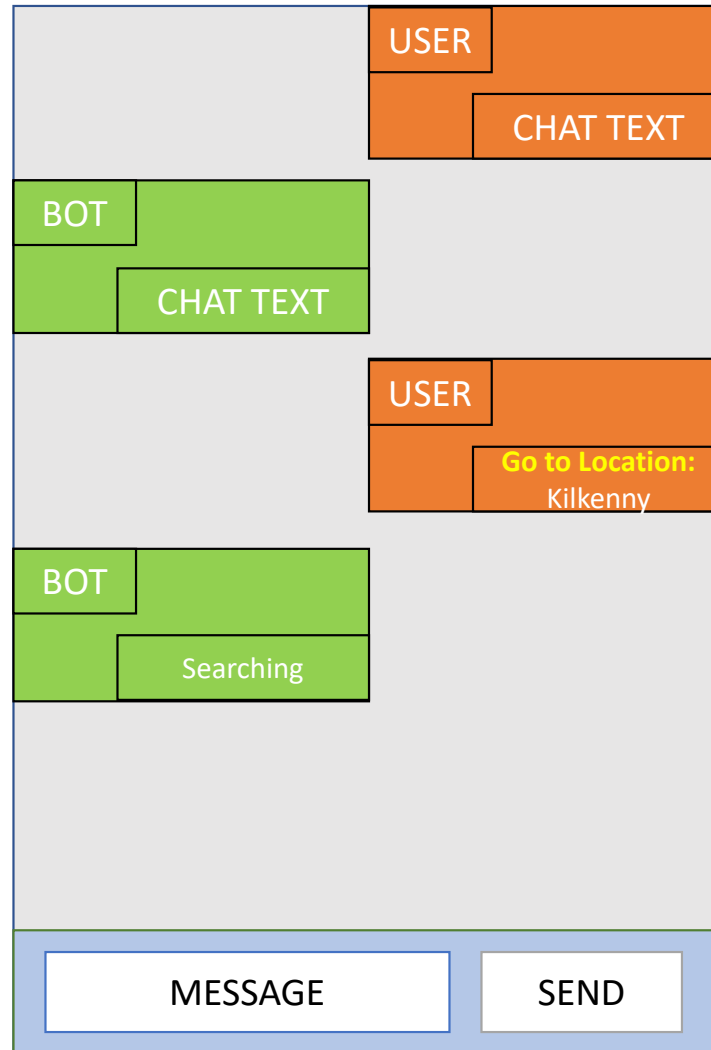 USER
CHAT TEXT
BOT
CHAT TEXT
USER
Go to Location:
Kilkenny
BOT
Searching
MESSAGE
SEND